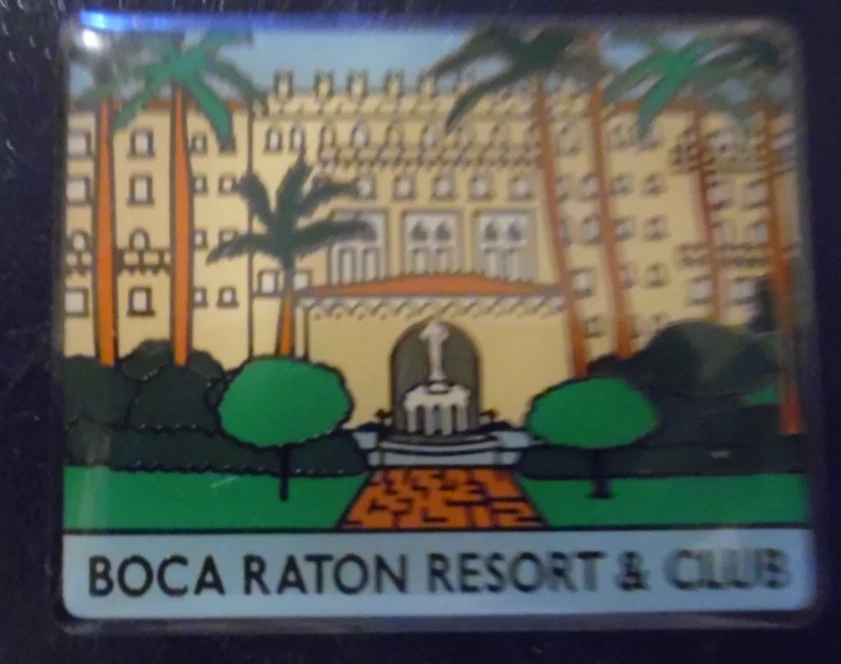 BOCA RATON RESORT & CLUB